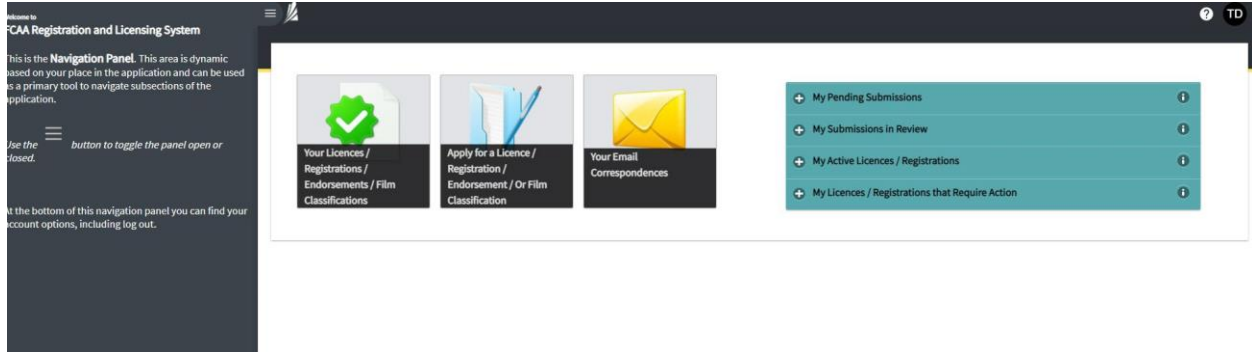 Welcome to
FCAA Registration and Licensing System
This is the Navigation Panel. This area is dynamic
based on your place in the application and can be used
as a primary tool to navigate subsections of the
application.
Use the button to toggle the panel open or
closed.
At the bottom of this navigation panel you can find your
account options, including log out.
?
TD
Your Licences /
Registrations /
Endorsements / Film
Classifications
Apply for a Licence /
Registration /
Endorsement / Or Film
Classification
Your Email
Correspondences
My Pending Submissions
My Submissions in Review
My Active Licences / Registrations
My Licences / Registrations that Require Action